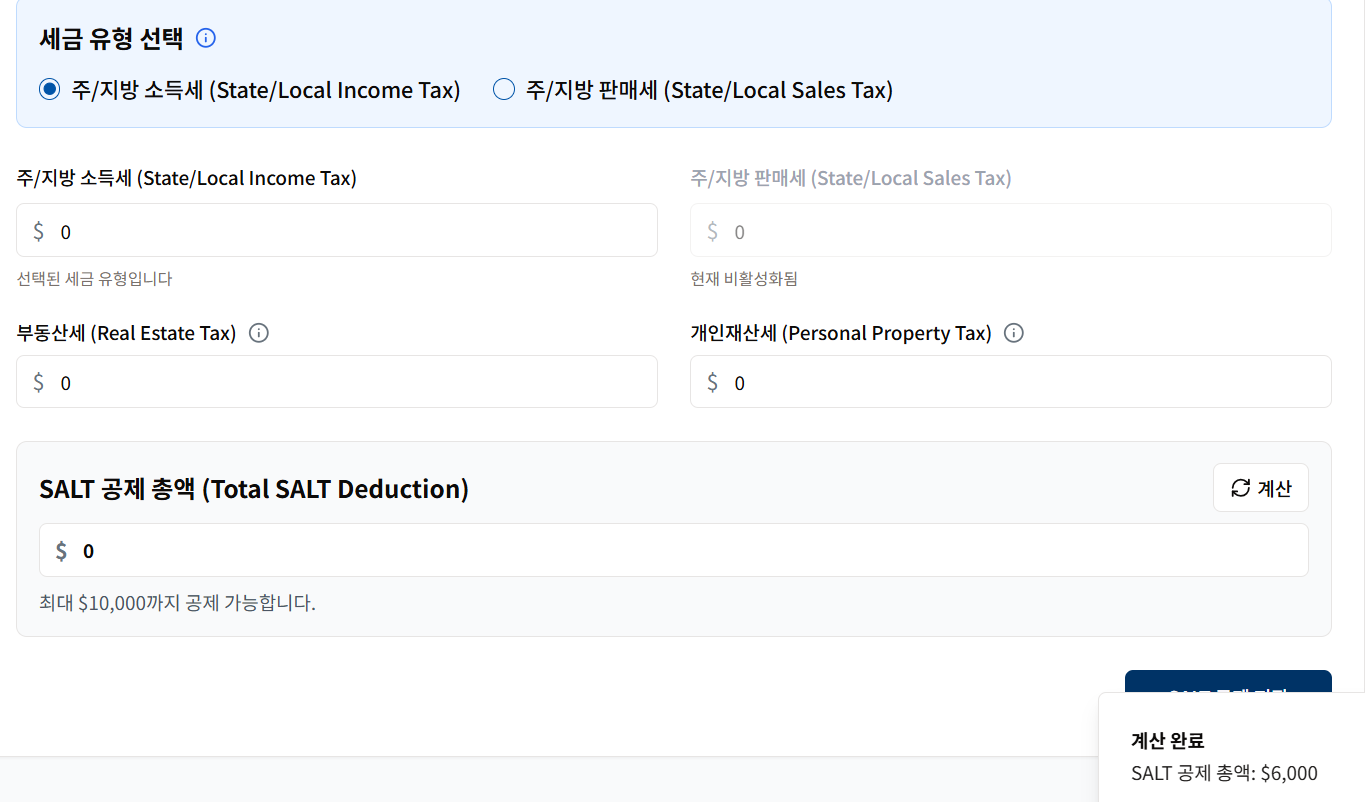 세금 유형 선택
주/지방 소득세 (State/Local Income Tax) 주/지방 판매세 (State/Local Sales Tax)
주/지방 소득세 (State/Local Income Tax) 주/지방 판매세 (State/Local Sales Tax)
$ 0 $ 0
선택된 세금 유형입니다 현재 비활성화됨
부동산세 (Real Estate Tax) 개인재산세 (Personal Property Tax)
$ 0 $ 0
SALT 공제 총액 (Total SALT Deduction) 계산
$ 0
최대 $10,000까지 공제 가능합니다.
계산 완료
SALT 공제 총액: $6,000